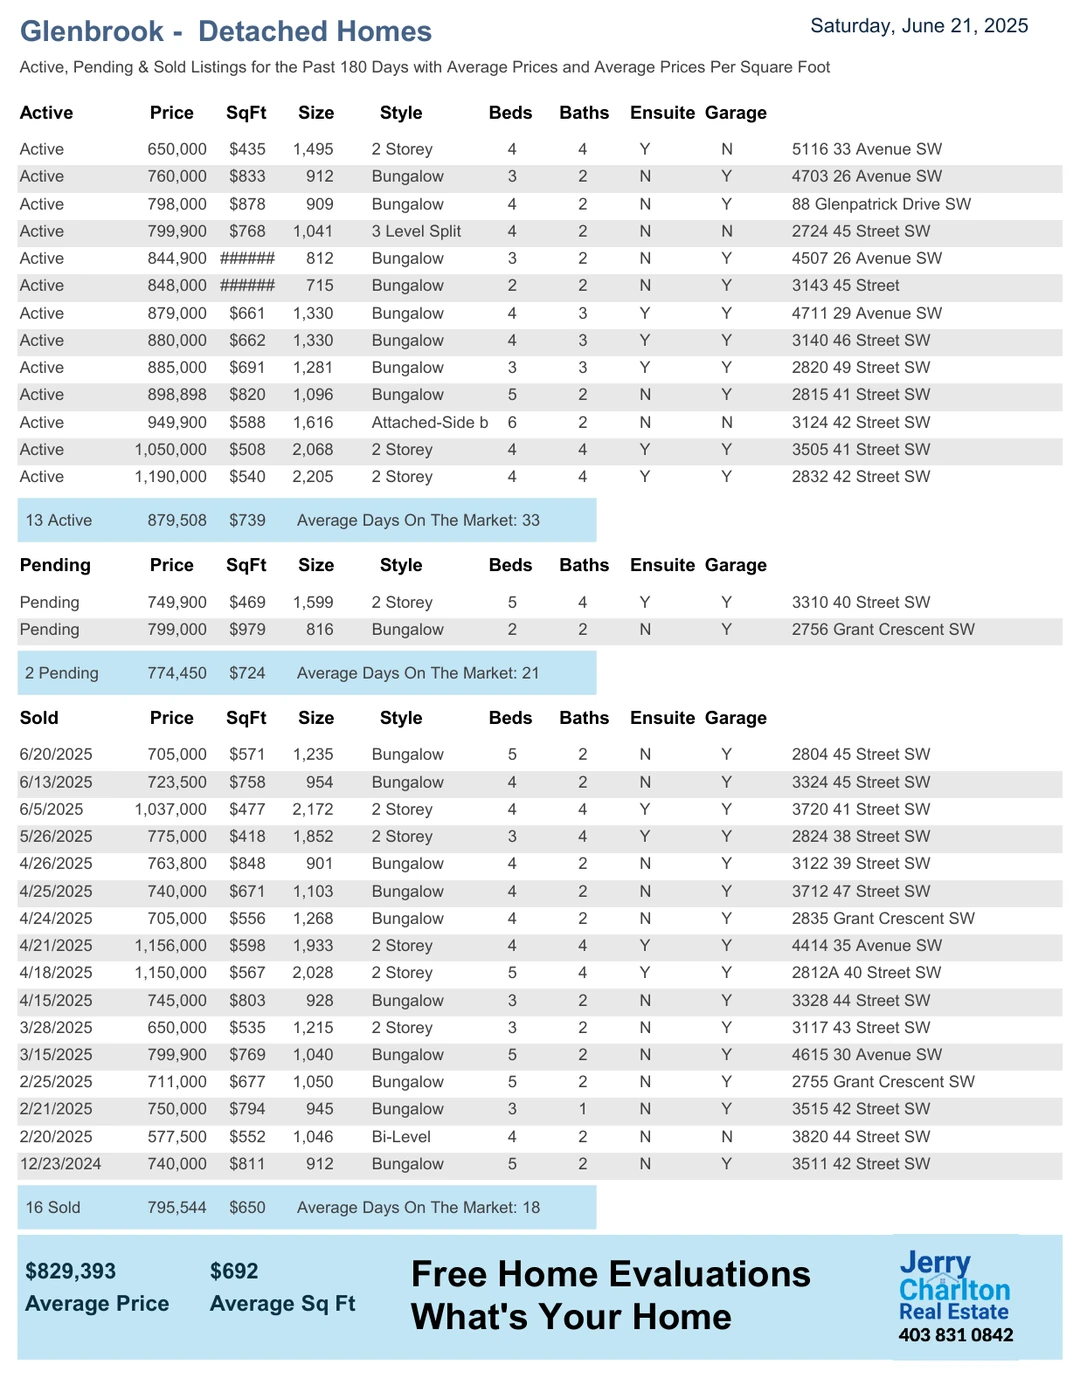 Glenbrook - Detached Homes Saturday, June 21, 2025
Active, Pending & Sold Listings for the Past 180 Days with Average Prices and Average Prices Per Square Foot
Active Price SqFt Size Style Beds Baths Ensuite Garage
Active 650,000 $435 1,495 2 Storey 4 4 Y N 5116 33 Avenue SW
Active 760,000 $833 912 Bungalow 3 2 N Y 4703 26 Avenue SW
Active 798,000 $878 909 Bungalow 4 2 N Y 88 Glenpatrick Drive SW
Active 799,900 $768 1,041 3 Level Split 4 2 N N 2724 45 Street SW
Active 844,900 ###### 812 Bungalow 3 2 N Y 4507 26 Avenue SW
Active 848,000 ###### 715 Bungalow 2 2 N Y 3143 45 Street
Active 879,000 $661 1,330 Bungalow 4 3 Y Y 4711 29 Avenue SW
Active 880,000 $662 1,330 Bungalow 4 3 Y Y 3140 46 Street SW
Active 885,000 $691 1,281 Bungalow 3 3 Y Y 2820 49 Street SW
Active 898,898 $820 1,096 Bungalow 5 2 N Y 2815 41 Street SW
Active 949,900 $588 1,616 Attached-Side b 6 2 N N 3124 42 Street SW
Active 1,050,000 $508 2,068 2 Storey 4 4 Y Y 3505 41 Street SW
Active 1,190,000 $540 2,205 2 Storey 4 4 Y Y 2832 42 Street SW
13 Active 879,508 $739 Average Days On The Market: 33
Pending Price SqFt Size Style Beds Baths Ensuite Garage
Pending 749,900 $469 1,599 2 Storey 5 4 Y Y 3310 40 Street SW
Pending 799,000 $979 816 Bungalow 2 2 N Y 2756 Grant Crescent SW
2 Pending 774,450 $724 Average Days On The Market: 21
Sold Price SqFt Size Style Beds Baths Ensuite Garage
6/20/2025 705,000 $571 1,235 Bungalow 5 2 N Y 2804 45 Street SW
6/13/2025 723,500 $758 954 Bungalow 4 2 N Y 3324 45 Street SW
6/5/2025 1,037,000 $477 2,172 2 Storey 4 4 Y Y 3720 41 Street SW
5/26/2025 775,000 $418 1,852 2 Storey 3 4 Y Y 2824 38 Street SW
4/26/2025 763,800 $848 901 Bungalow 4 2 N Y 3122 39 Street SW
4/25/2025 740,000 $671 1,103 Bungalow 4 2 N Y 3712 47 Street SW
4/24/2025 705,000 $556 1,268 Bungalow 4 2 N Y 2835 Grant Crescent SW
4/21/2025 1,156,000 $598 1,933 2 Storey 4 4 Y Y 4414 35 Avenue SW
4/18/2025 1,150,000 $567 2,028 2 Storey 5 4 Y Y 2812A 40 Street SW
4/15/2025 745,000 $803 928 Bungalow 3 2 N Y 3328 44 Street SW
3/28/2025 650,000 $535 1,215 2 Storey 3 2 N Y 3117 43 Street SW
3/15/2025 799,900 $769 1,040 Bungalow 5 2 N Y 4615 30 Avenue SW
2/25/2025 711,000 $677 1,050 Bungalow 5 2 N Y 2755 Grant Crescent SW
2/21/2025 750,000 $794 945 Bungalow 3 1 N Y 3515 42 Street SW
2/20/2025 577,500 $552 1,046 Bi-Level 4 2 N N 3820 44 Street SW
12/23/2024 740,000 $811 912 Bungalow 5 2 N Y 3511 42 Street SW
16 Sold 795,544 $650 Average Days On The Market: 18
$829,393 $692
Average Price Average Sq Ft
Free Home Evaluations
What's Your Home
Jerry
Charlton
Real Estate
403 831 0842